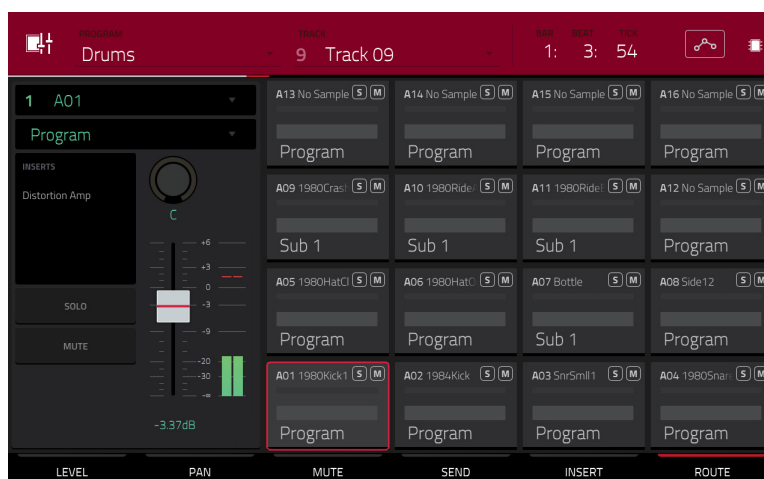 PROGRAM
Drums
TRACK
9 Track 09
BAR BEAT TICK
1: 3: 54
1 A01
Program
INSERTS
Distortion Amp
C
+6
+3
0
-3
-9
-20
-30
-∞
SOLO
MUTE
-3.37dB
A13 No Sample S M
Program
A14 No Sample S M
Program
A15 No Sample S M
Program
A16 No Sample S M
Program
A09 1980Crash S M
Sub 1
A10 1980Ride S M
Sub 1
A11 1980Ride S M
Sub 1
A12 No Sample S M
Program
A05 1980HatCl S M
Program
A06 1980HatO S M
Program
A07 Bottle S M
Sub 1
A08 Side12 S M
Program
A01 1980Kick1 S M
Program
A02 1984Kick S M
Program
A03 SnrSmll1 S M
Program
A04 1980Snar S M
Program
LEVEL PAN MUTE SEND INSERT ROUTE